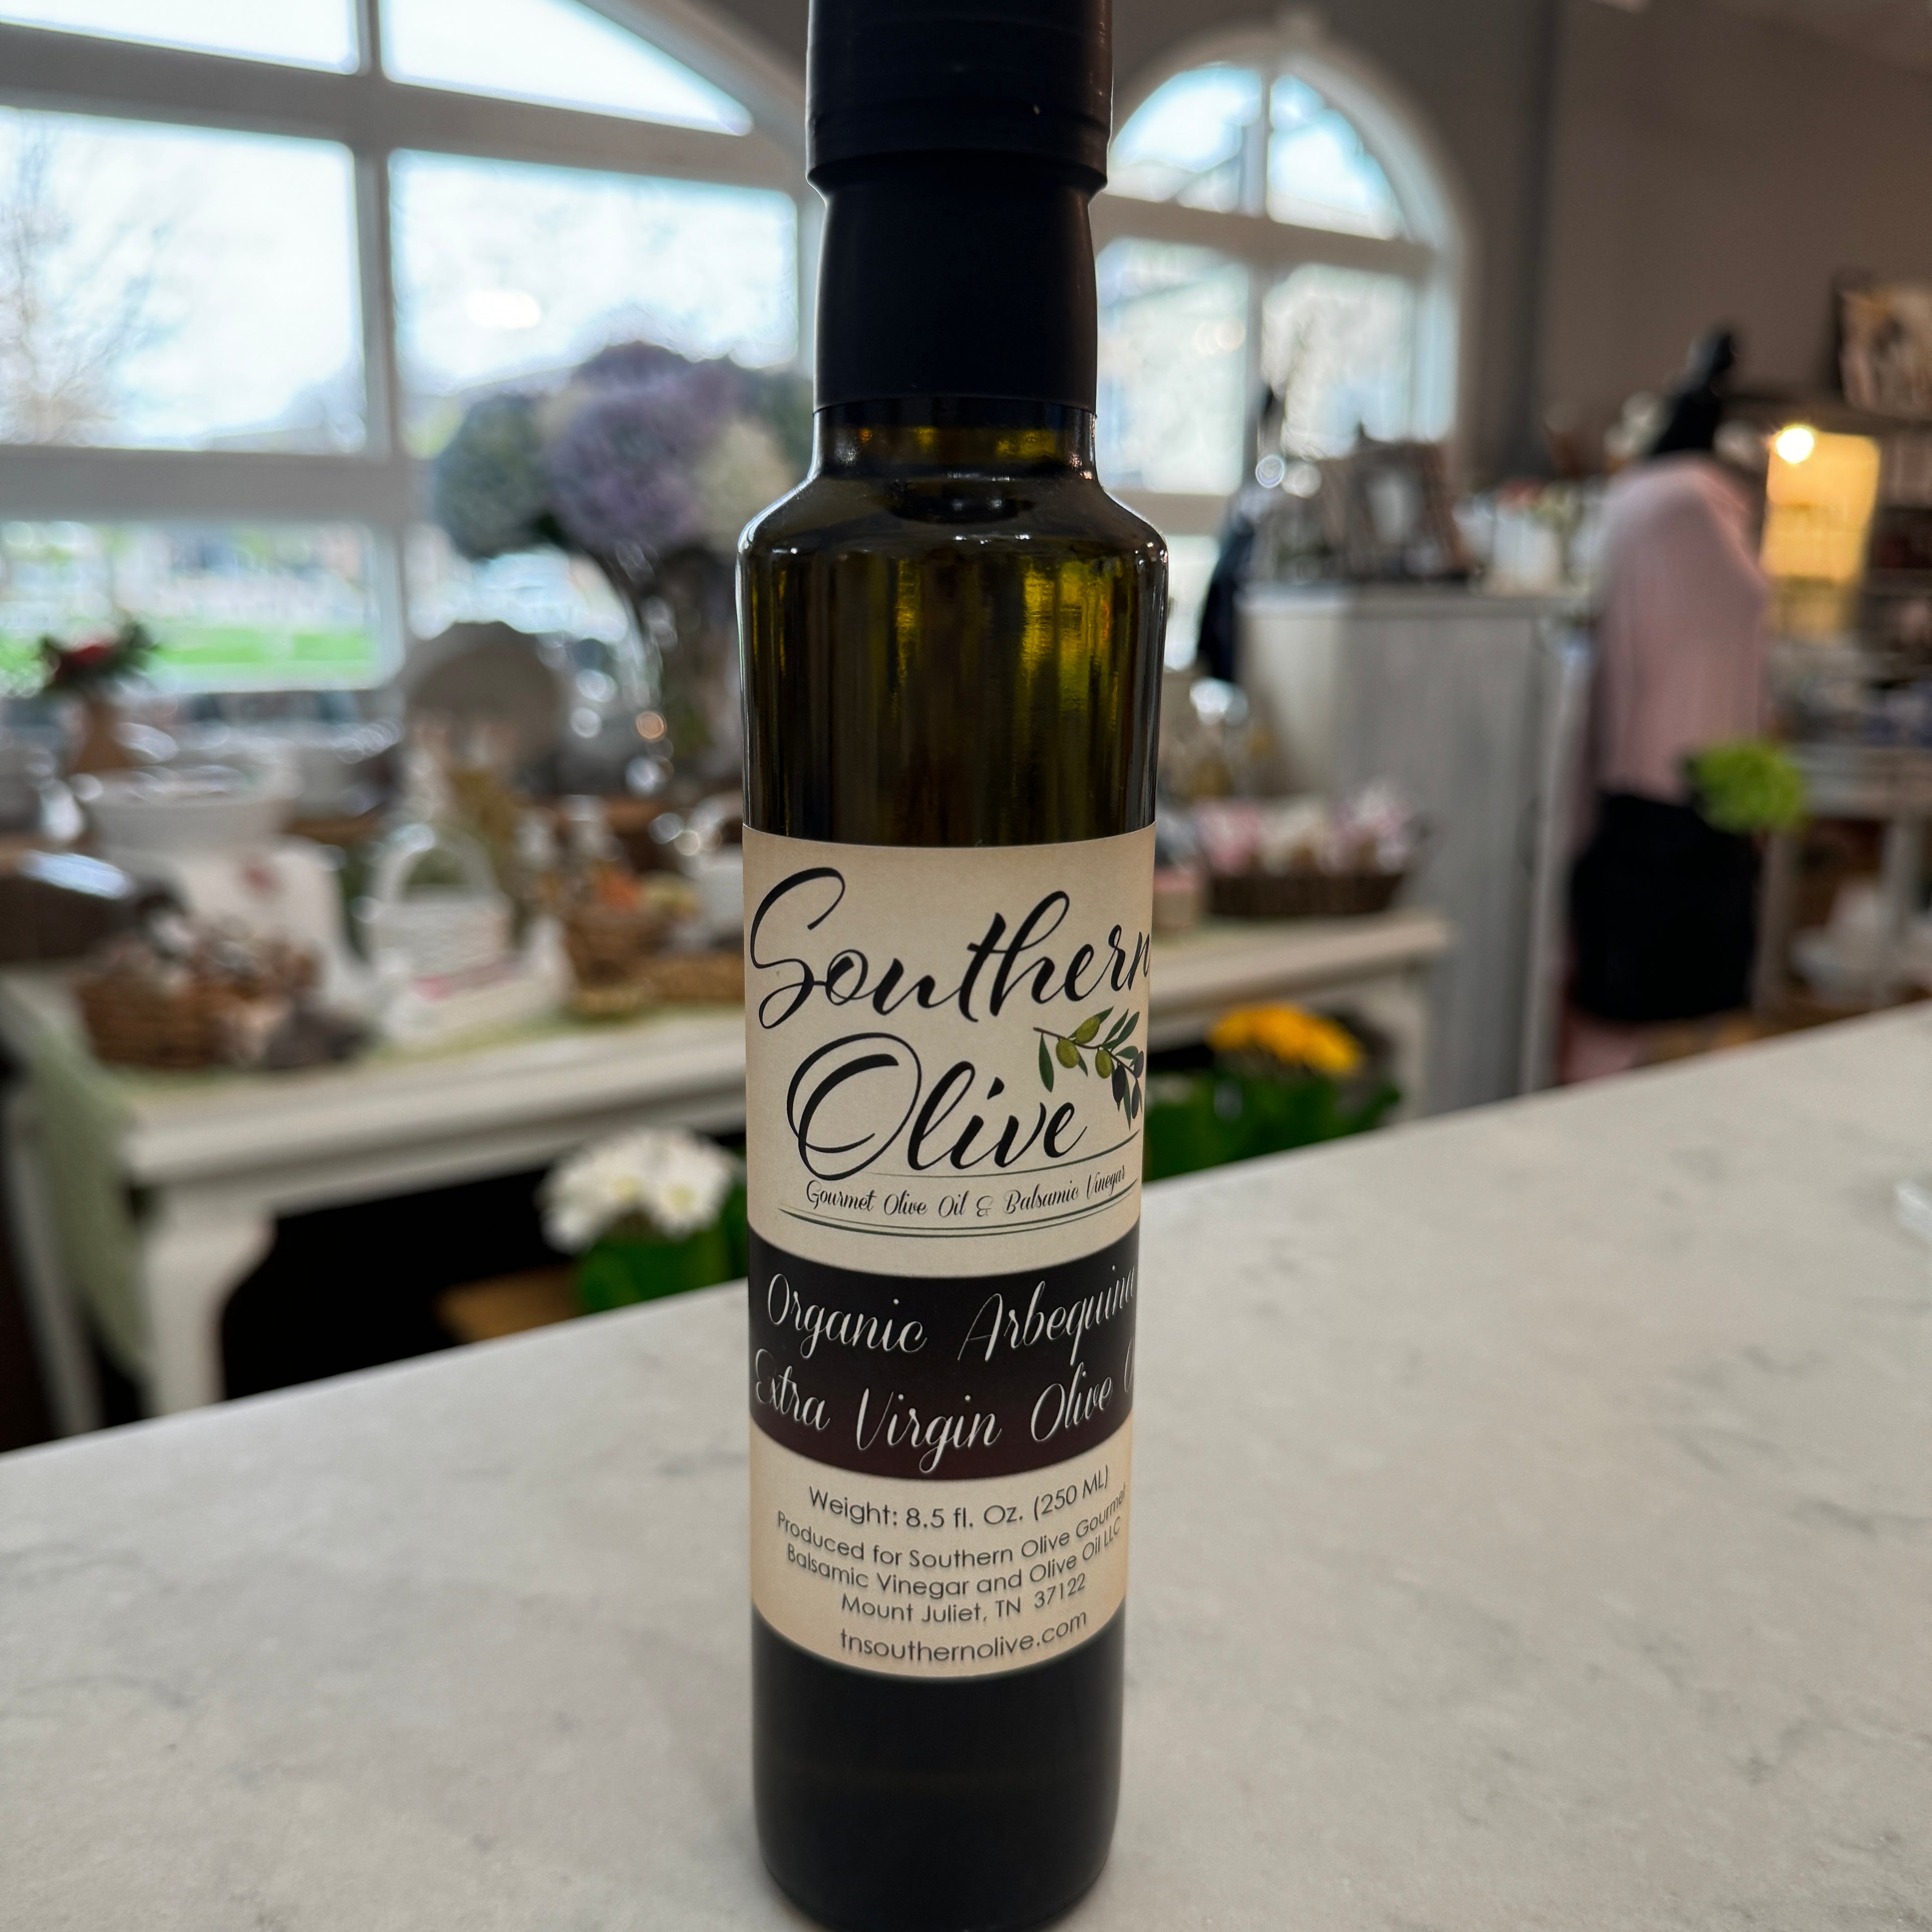 Southern
Olive
Gourmet Olive Oil & Balsamic Vinegar
Organic Arbequina
Extra Virgin Olive
Weight: 8.5 fl. Oz. (250 ML)
Produced for Southern Olive Gourmet
Balsamic Vinegar and Olive Oil LLC
Mount Juliet, TN 37122
tnsouthernolive.com